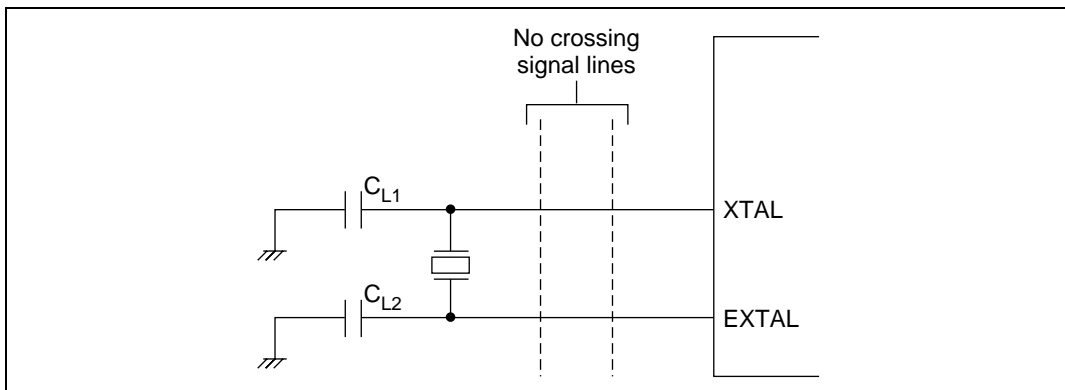 No crossing
signal lines
CL1
XTAL
CL2
EXTAL